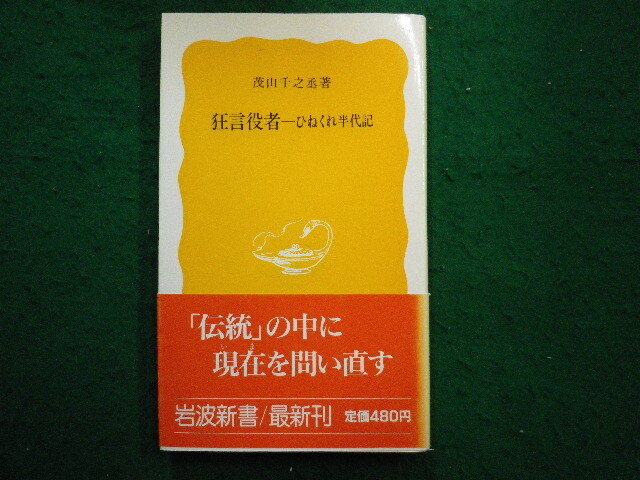 茂山千之丞著
狂言役者―ひねくれ半代記
「伝統」の中に
現在を問い直す
岩波新書/最新刊 定価480円